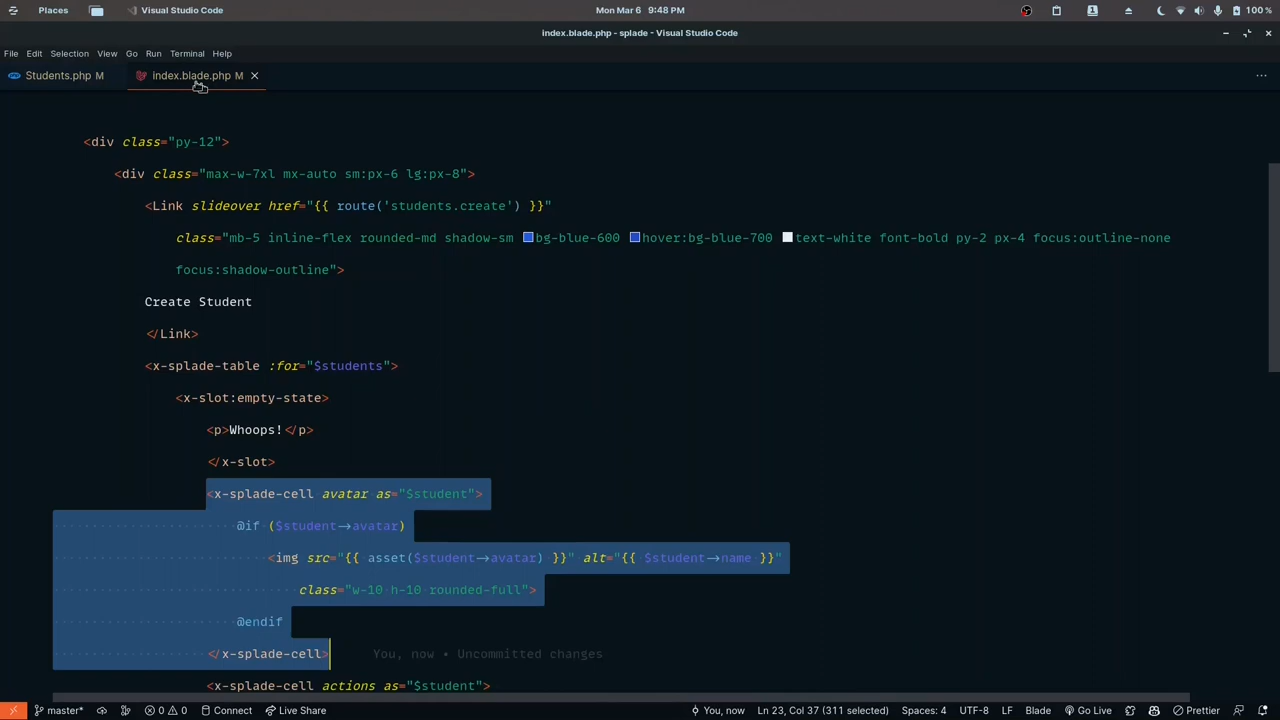 Places Visual Studio Code Mon Mar 6 9:48 PM 1 100%
index.blade.php - splade - Visual Studio Code
File Edit Selection View Go Run Terminal Help
Students.php M index.blade.php M
<div class="py-12">
<div class="max-w-7xl mx-auto sm:px-6 lg:px-8">
<Link slideover href="{{ route('students.create') }}"
class="mb-5 inline-flex rounded-md shadow-sm bg-blue-600 hover:bg-blue-700 text-white font-bold py-2 px-4 focus:outline-none
focus:shadow-outline">
Create Student
</Link>
<x-splade-table :for="$students">
<x-slot:empty-state>
<p>Whoops!</p>
</x-slot>
<x-splade-cell avatar as="$student">
@if ($student->avatar)
<img src="{{ asset($student->avatar) }}" alt="{{ $student->name }}"
class="w-10 h-10 rounded-full">
@endif
</x-splade-cell> You, now • Uncommitted changes
<x-splade-cell actions as="$student">
master* 0 0 Connect Live Share You, now Ln 23, Col 37 (311 selected) Spaces: 4 UTF-8 LF Blade Go Live Prettier